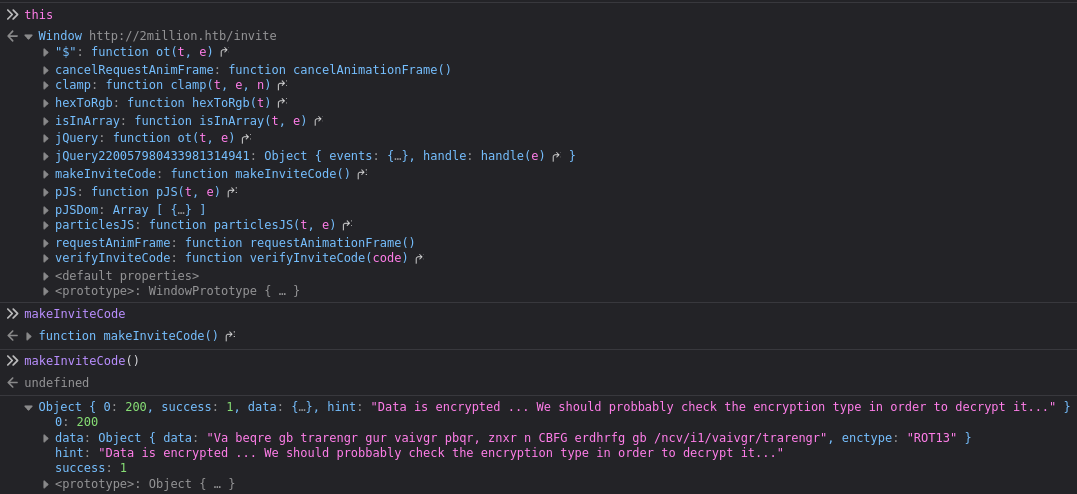 this
Window http://2million.htb/invite
"$": function ot(t, e)
cancelRequestAnimFrame: function cancelAnimationFrame()
clamp: function clamp(t, e, n)
hexToRgb: function hexToRgb(t)
isInArray: function isInArray(t, e)
jQuery: function ot(t, e)
jQuery220057980433981314941: Object { events: {…}, handle: handle(e) }
makeInviteCode: function makeInviteCode()
pJS: function pJS(t, e)
pJSDom: Array [ {…} ]
particlesJS: function particlesJS(t, e)
requestAnimFrame: function requestAnimationFrame()
verifyInviteCode: function verifyInviteCode(code)
<default properties>
<prototype>: WindowPrototype { … }
makeInviteCode
function makeInviteCode()
makeInviteCode()
undefined
Object { 0: 200, success: 1, data: {…}, hint: "Data is encrypted ... We should probbably check the encryption type in order to decrypt it..." }
0: 200
data: Object { data: "Va beqre gb trarengr gur vaivgr pbqr, znxr n CBFG erdhrfg gb /ncv/i1/vaivgr/trarengr", enctype: "ROT13" }
hint: "Data is encrypted ... We should probbably check the encryption type in order to decrypt it..."
success: 1
<prototype>: Object { … }